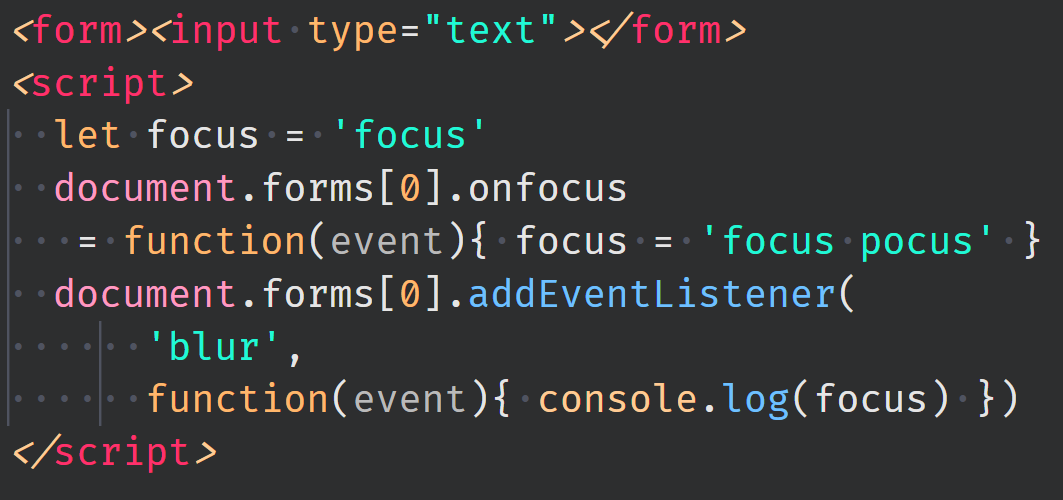 <form><input type="text"></form>
<script>
  let focus = 'focus'
  document.forms[0].onfocus
   = function(event){ focus = 'focus pocus' }
  document.forms[0].addEventListener(
      'blur',
      function(event){ console.log(focus) })
</script>